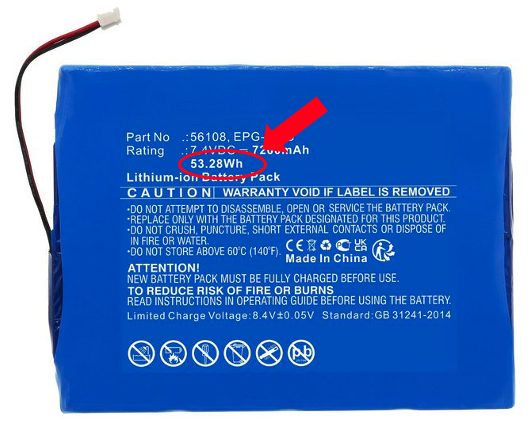 Part No .:56108, EPG-
Rating .:7.4VDC⎓7200mAh
53.28Wh
Lithium-ion Battery Pack
CAUTION WARRANTY VOID IF LABEL IS REMOVED
•DO NOT ATTEMPT TO DISASSEMBLE, OPEN OR SERVICE THE BATTERY PACK.
•REPLACE ONLY WITH THE BATTERY PACK DESIGNATED FOR THIS PRODUCT.
•DO NOT CRUSH, PUNCTURE, SHORT EXTERNAL CONTACTS OR DISPOSE OF
IN FIRE OR WATER.
•DO NOT STORE ABOVE 60°C (140°F).
CE UK CA
Made In China
ATTENTION!
NEW BATTERY PACK MUST BE FULLY CHARGED BEFORE USE.
TO REDUCE RISK OF FIRE OR BURNS
READ INSTRUCTIONS IN OPERATING GUIDE BEFORE USING THE BATTERY.
Limited Charge Voltage:8.4V±0.05V Standard:GB 31241-2014
Pb